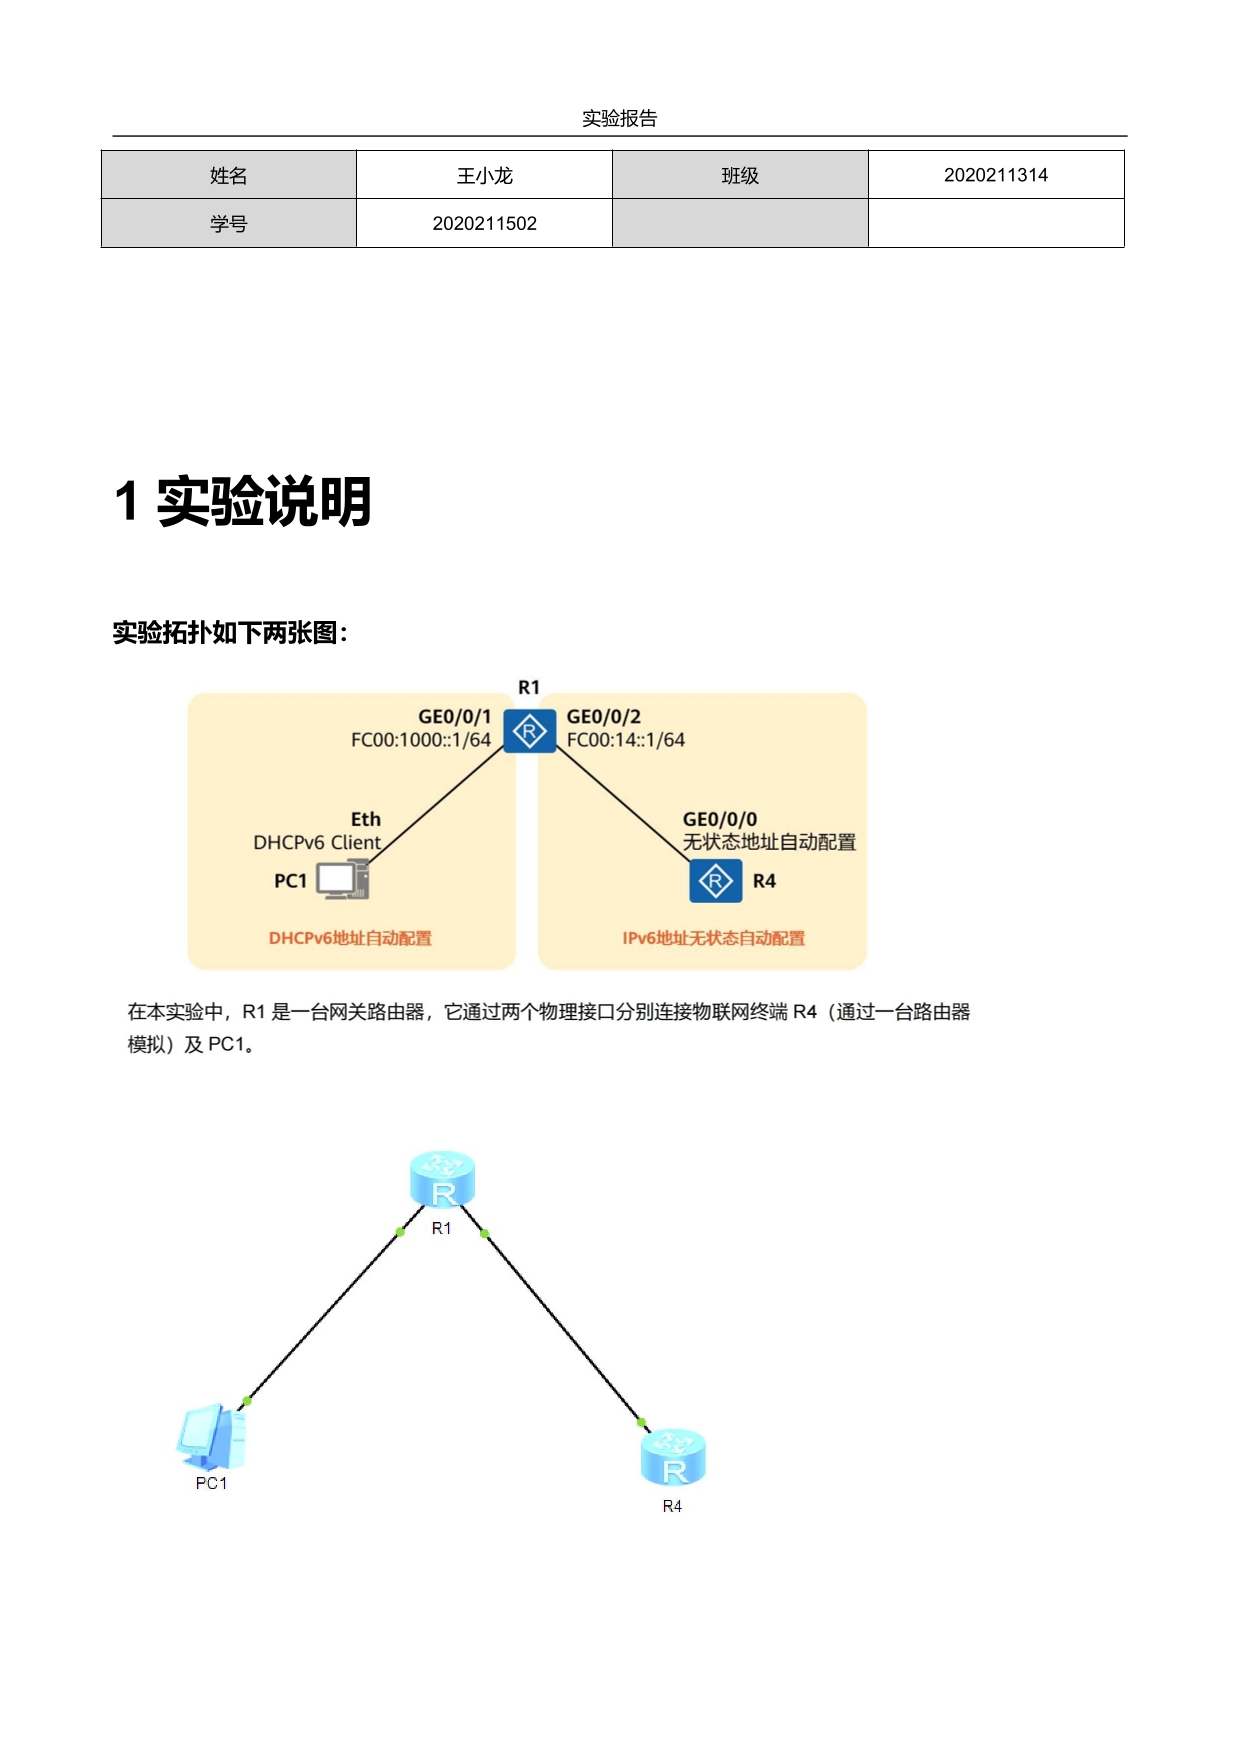 实验报告
姓名 王小龙 班级 2020211314
学号 2020211502
1 实验说明
实验拓扑如下两张图：
R1
GE0/0/1 GE0/0/2
FC00:1000::1/64 R FC00:14::1/64
Eth GE0/0/0
DHCPv6 Client 无状态地址自动配置
PC1 R R4
DHCPv6地址自动配置 IPv6地址无状态自动配置
在本实验中，R1 是一台网关路由器，它通过两个物理接口分别连接物联网终端 R4（通过一台路由器
模拟）及 PC1。
R
R1
R
PC1
R4